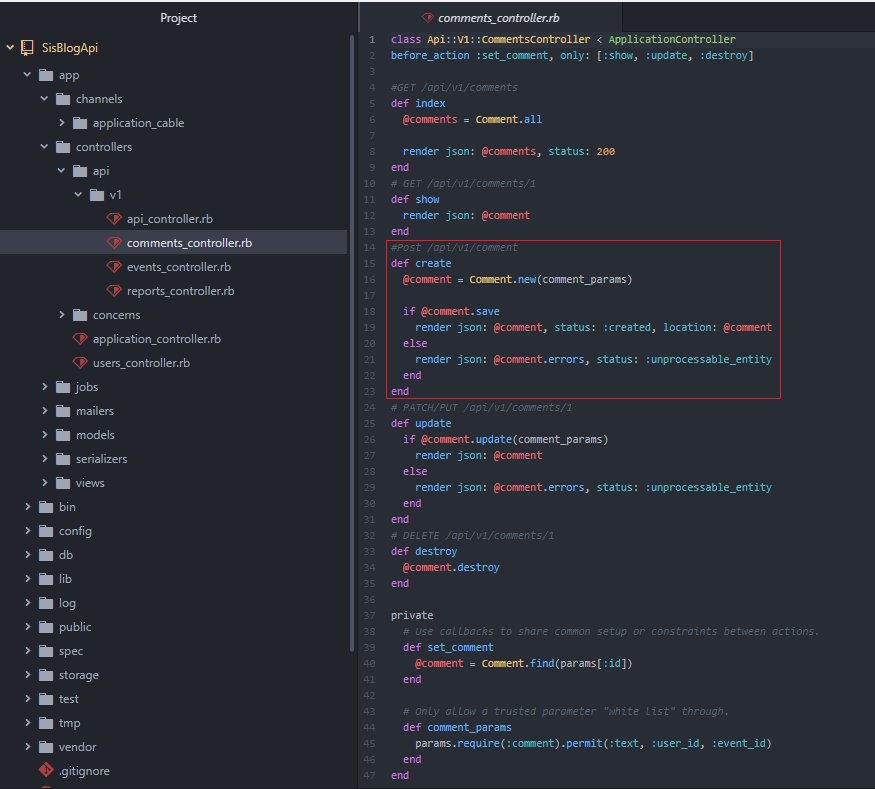 Project
SisBlogApi
app
channels
application_cable
controllers
api
v1
api_controller.rb
comments_controller.rb
events_controller.rb
reports_controller.rb
concerns
application_controller.rb
users_controller.rb
jobs
mailers
models
serializers
views
bin
config
db
lib
log
public
spec
storage
test
tmp
vendor
.gitignore
comments_controller.rb
1 class Api::V1::CommentsController < ApplicationController
2 before_action :set_comment, only: [:show, :update, :destroy]
3
4 #GET /api/v1/comments
5 def index
6 @comments = Comment.all
7
8 render json: @comments, status: 200
9 end
10 # GET /api/v1/comments/1
11 def show
12 render json: @comment
13 end
14 #Post /api/v1/comment
15 def create
16 @comment = Comment.new(comment_params)
17
18 if @comment.save
19 render json: @comment, status: :created, location: @comment
20 else
21 render json: @comment.errors, status: :unprocessable_entity
22 end
23 end
24 # PATCH/PUT /api/v1/comments/1
25 def update
26 if @comment.update(comment_params)
27 render json: @comment
28 else
29 render json: @comment.errors, status: :unprocessable_entity
30 end
31 end
32 # DELETE /api/v1/comments/1
33 def destroy
34 @comment.destroy
35 end
36
37 private
38 # Use callbacks to share common setup or constraints between actions.
39 def set_comment
40 @comment = Comment.find(params[:id])
41 end
42
43 # Only allow a trusted parameter "white list" through.
44 def comment_params
45 params.require(:comment).permit(:text, :user_id, :event_id)
46 end
47 end